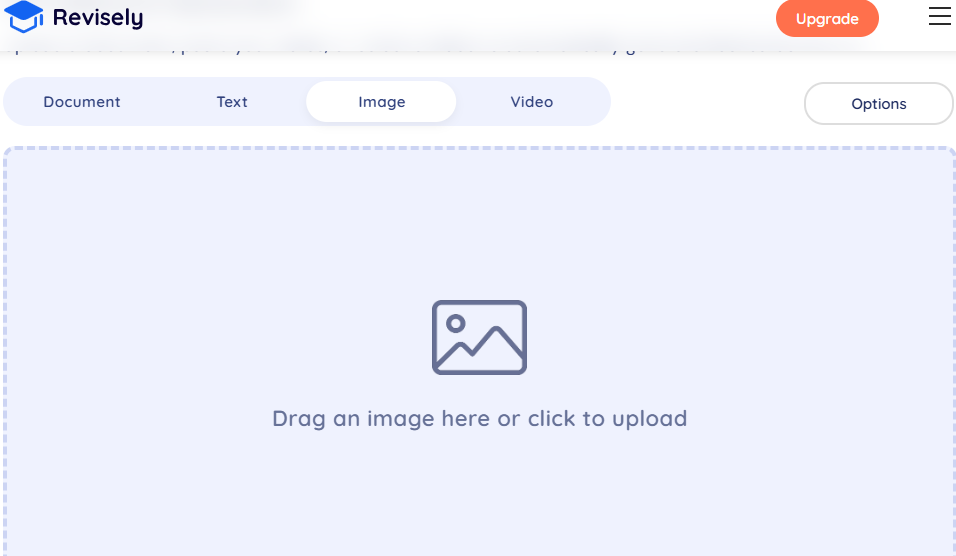 Revisely
Upgrade
Document
Text
Image
Video
Options
Drag an image here or click to upload